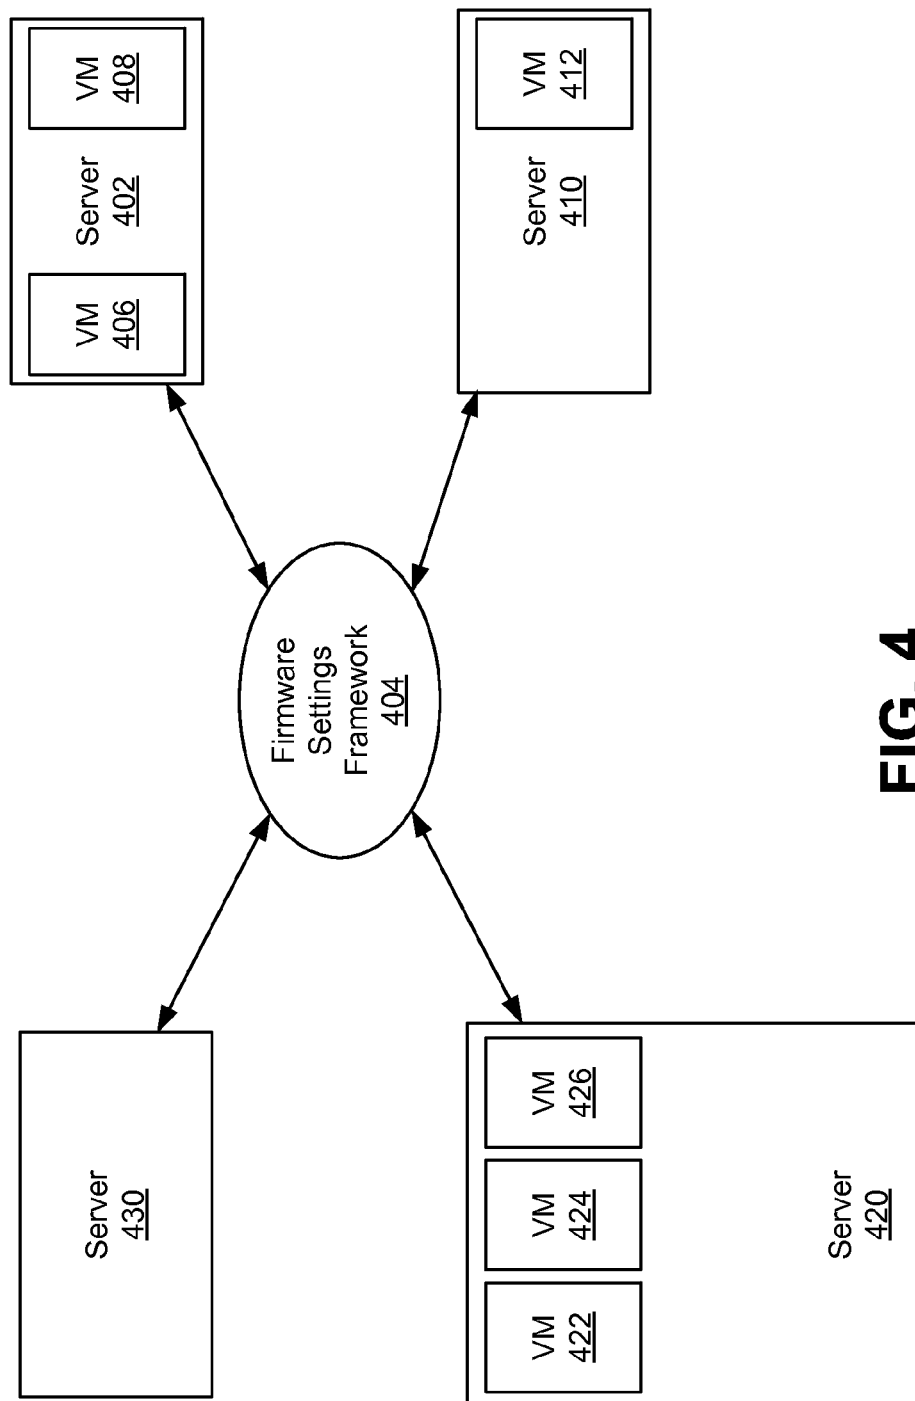 Server
430
VM
406
Server
402
VM
408
Firmware
Settings
Framework
404
VM
422
VM
424
VM
426
Server
420
Server
410
VM
412
FIG. 4